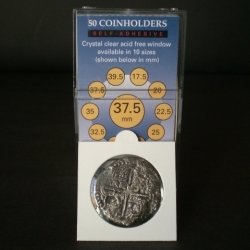 50 COINHOLDERS
SELF-ADHESIVE
Crystal clear acid free window
available in 10 sizes
(shown below in mm)
39.5 17.5
37.5 20
35 37.5 22.5
mm
32.5 25